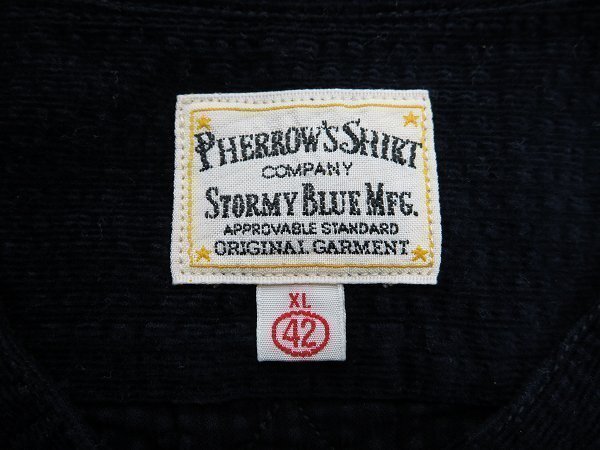 PHERROW'S SHIRT
COMPANY
STORMY BLUE MFG.
APPROVABLE STANDARD
ORIGINAL GARMENT
XL
42